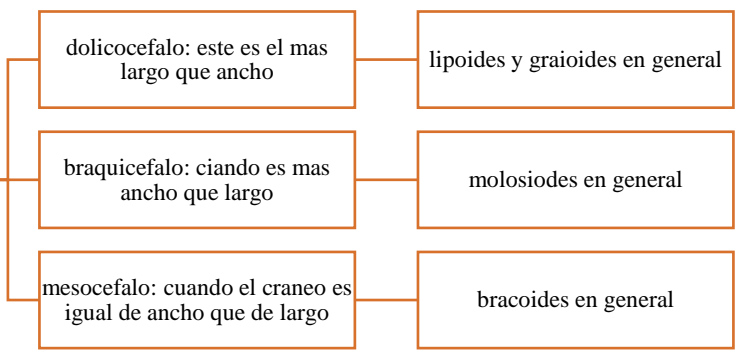 dolicocefalo: este es el mas
largo que ancho
lipoides y graioides en general
braquicefalo: ciando es mas
ancho que largo
molosiodes en general
mesocefalo: cuando el craneo es
igual de ancho que de largo
bracoides en general